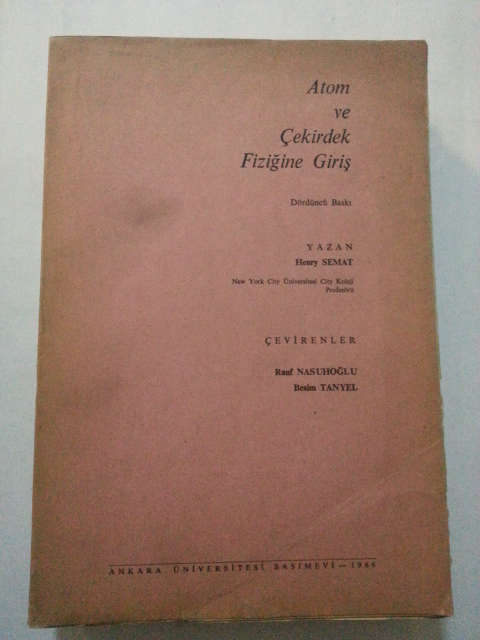 Atom
ve
Çekirdek
Fiziğine Giriş
Dördüncü Baskı
YAZAN
Henry SEMAT
New York City Üniversitesi City Koleji
Profesörü
ÇEVİRENLER
Rauf NASUHOĞLU
Besim TANYEL
ANKARA ÜNİVERSİTESİ BASIMEVİ — 1966